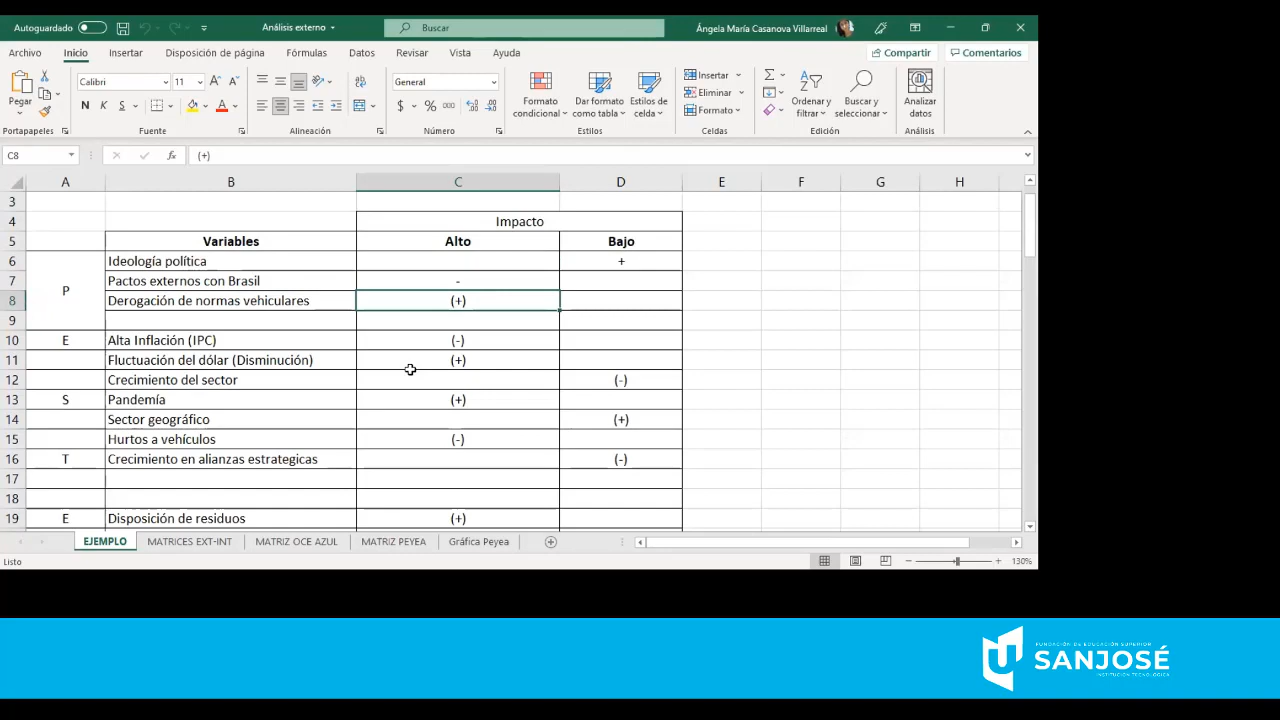 Autoguardado Análisis externo Buscar Ángela María Casanova Villarreal
Archivo Inicio Insertar Disposición de página Fórmulas Datos Revisar Vista Ayuda Compartir Comentarios
Pegar
Calibri 11
N K S
General
$ % 000
Formato condicional
Dar formato como tabla
Estilos de celda
Insertar
Eliminar
Formato
Ordenar y filtrar
Buscar y seleccionar
Analizar datos
Portapapeles Fuente Alineación Número Estilos Celdas Edición Análisis
C8 fx (+)
A B C D E F G H
3
4 Impacto
5 Variables Alto Bajo
6 Ideología política +
P
7 Pactos externos con Brasil -
8 Derogación de normas vehiculares (+)
9
10 E Alta Inflación (IPC) (-)
11 Fluctuación del dólar (Disminución) (+)
12 Crecimiento del sector (-)
13 S Pandemía (+)
14 Sector geográfico (+)
15 Hurtos a vehículos (-)
16 T Crecimiento en alianzas estrategicas (-)
17
18
19 E Disposición de residuos (+)
EJEMPLO MATRICES EXT-INT MATRIZ OCE AZUL MATRIZ PEYEA Gráfica Peyea
Listo 130%
FUNDACIÓN DE EDUCACIÓN SUPERIOR
SANJOSÉ
INSTITUCIÓN TECNOLÓGICA